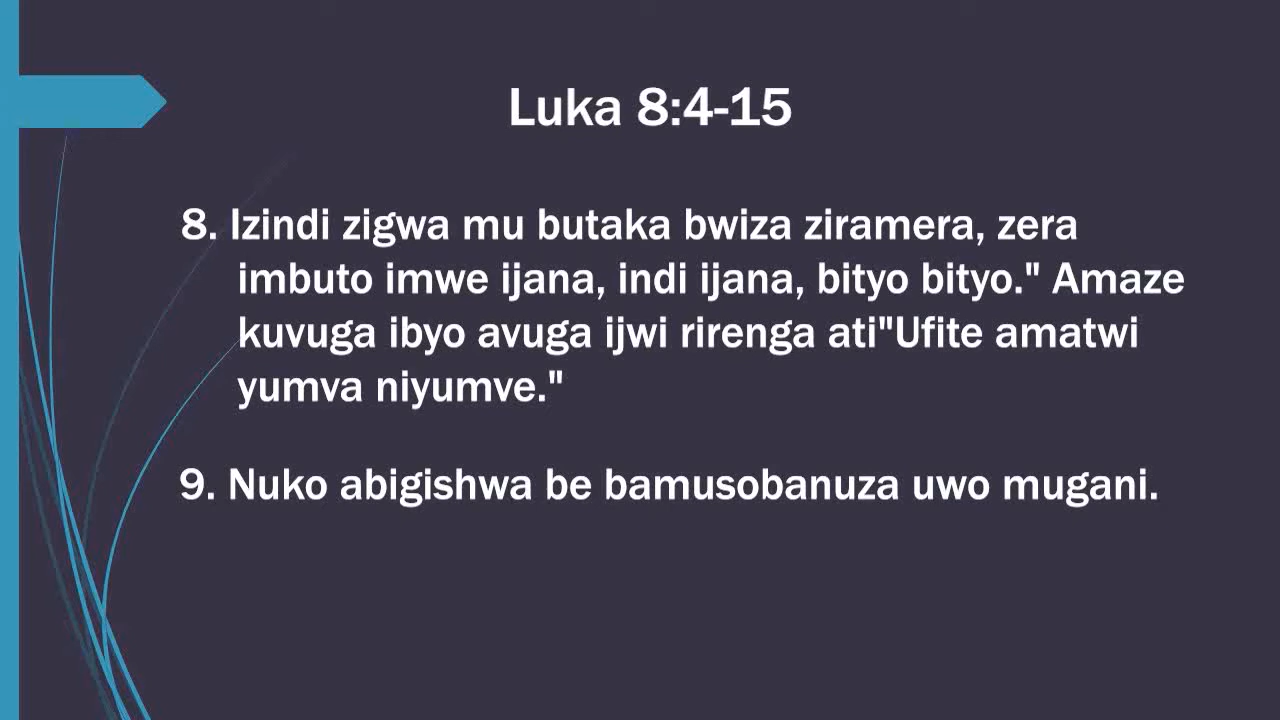 Luka 8:4-15
8. Izindi zigwa mu butaka bwiza ziramera, zera
imbuto imwe ijana, indi ijana, bityo bityo." Amaze
kuvuga ibyo avuga ijwi rirenga ati"Ufite amatwi
yumva niyumve."
9. Nuko abigishwa be bamusobanuza uwo mugani.